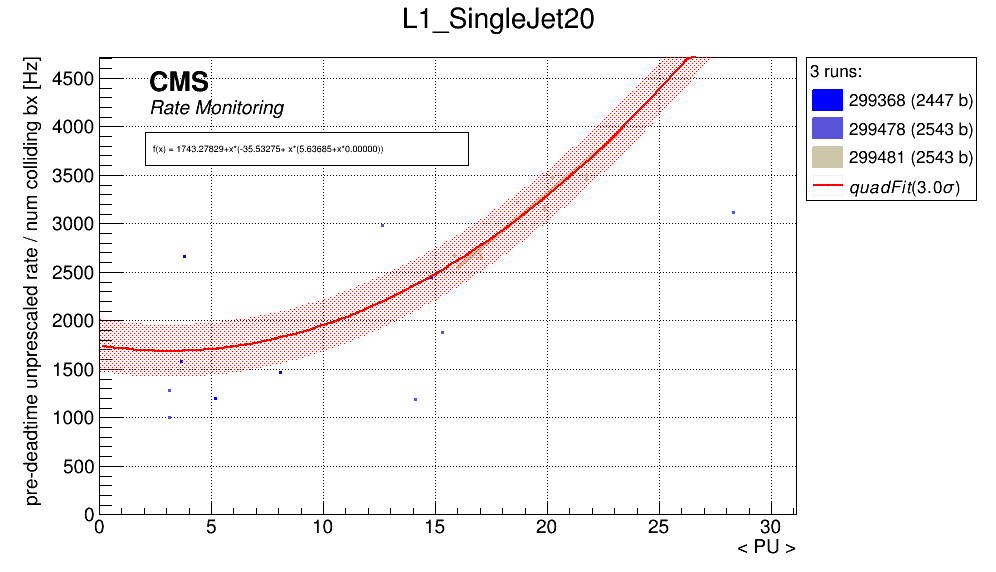 L1_SingleJet20
pre-deadtime unprescaled rate / num colliding bx [Hz]
4500
4000
3500
3000
2500
2000
1500
1000
500
0
CMS
Rate Monitoring
f(x) = 1743.27829+x*(-35.53275+ x*(5.63685+x*0.00000))
0 5 10 15 20 25 30
< PU >
3 runs:
299368 (2447 b)
299478 (2543 b)
299481 (2543 b)
quadFit(3.0σ)